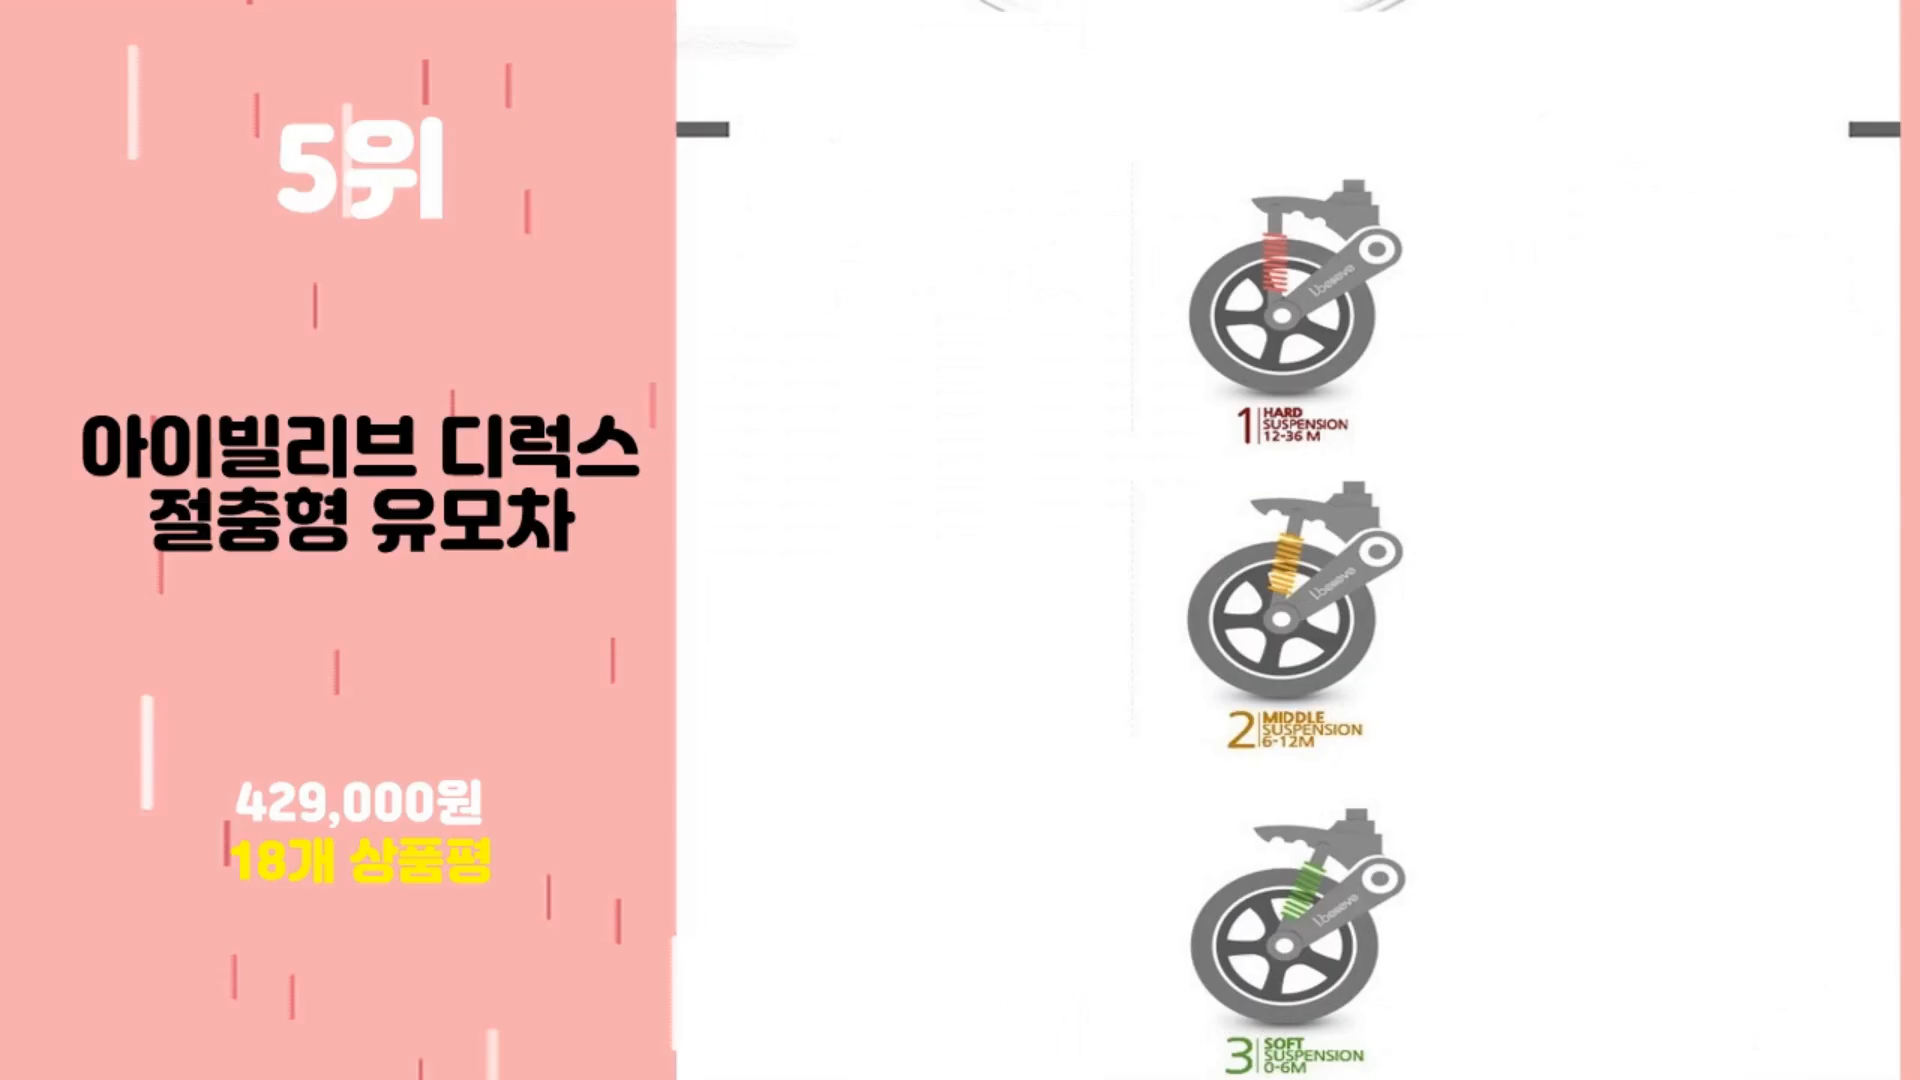 5위
아이빌리브 디럭스
절충형 유모차
429,000원
18개 상품평
1 HARD
SUSPENSION
12-36 M
2 MIDDLE
SUSPENSION
6-12M
3 SOFT
SUSPENSION
0-6M